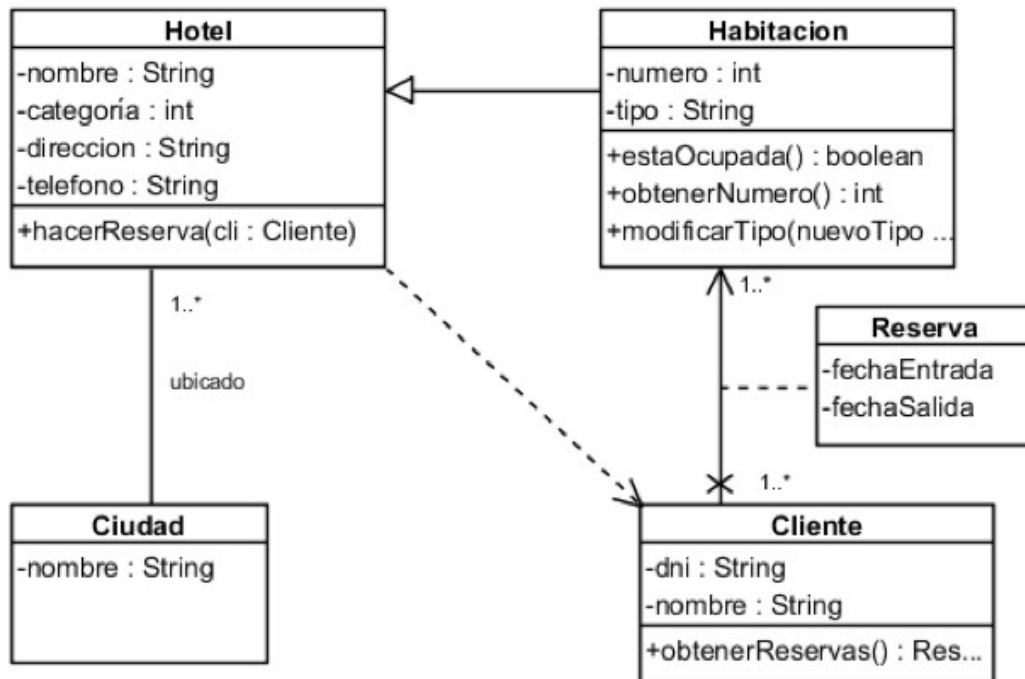 Hotel
-nombre : String
-categoría : int
-direccion : String
-telefono : String
+hacerReserva(cli : Cliente)
Habitacion
-numero : int
-tipo : String
+estaOcupada() : boolean
+obtenerNumero() : int
+modificarTipo(nuevoTipo ...
1..*
ubicado
1..*
Reserva
-fechaEntrada
-fechaSalida
1..*
Ciudad
-nombre : String
Cliente
-dni : String
-nombre : String
+obtenerReservas() : Res...